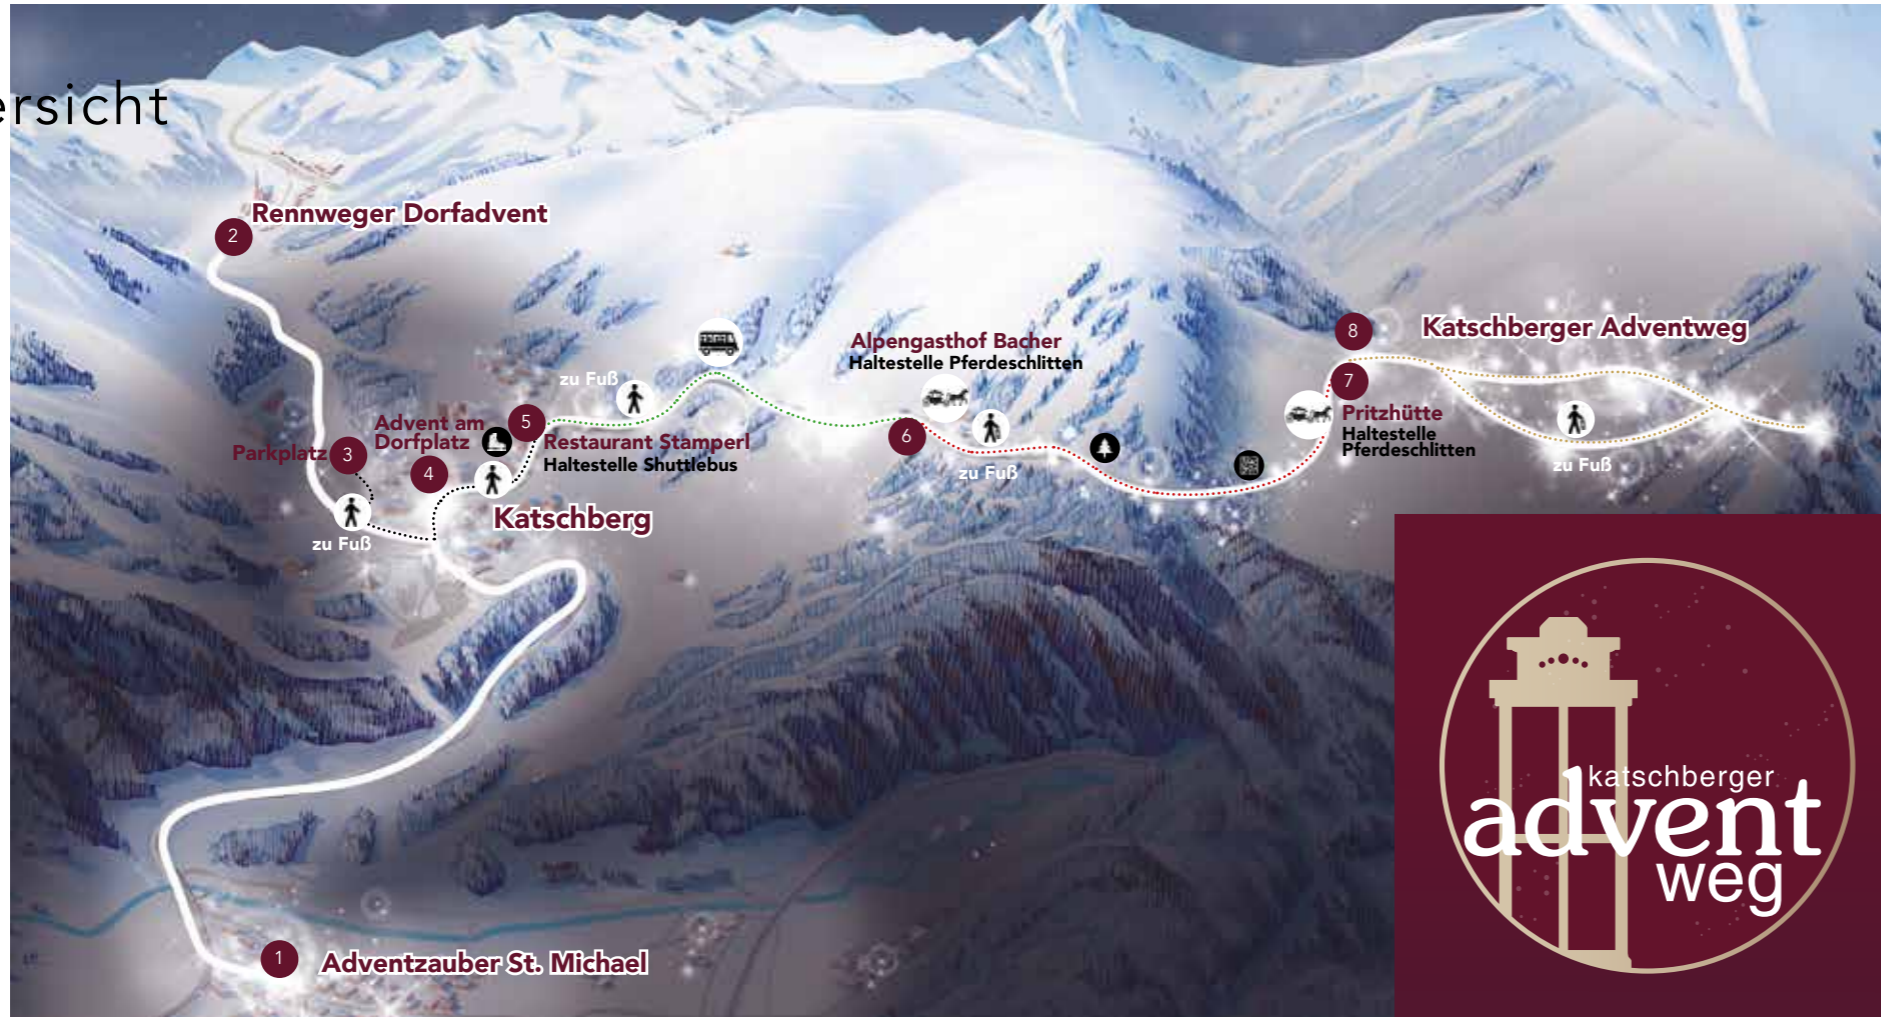 ersicht
Rennweger Dorfadvent
2
8
Katschberger Adventweg
Alpengasthof Bacher
Haltestelle Pferdeschlitten
zu Fuß
7
Pritzhütte
Haltestelle
Pferdeschlitten
Advent am
Dorfplatz
5
6
Restaurant Stamperl
Haltestelle Shuttlebus
Parkplatz
3
4
zu Fuß
zu Fuß
Katschberg
zu Fuß
katschberger
advent
weg
1
Adventzauber St. Michael